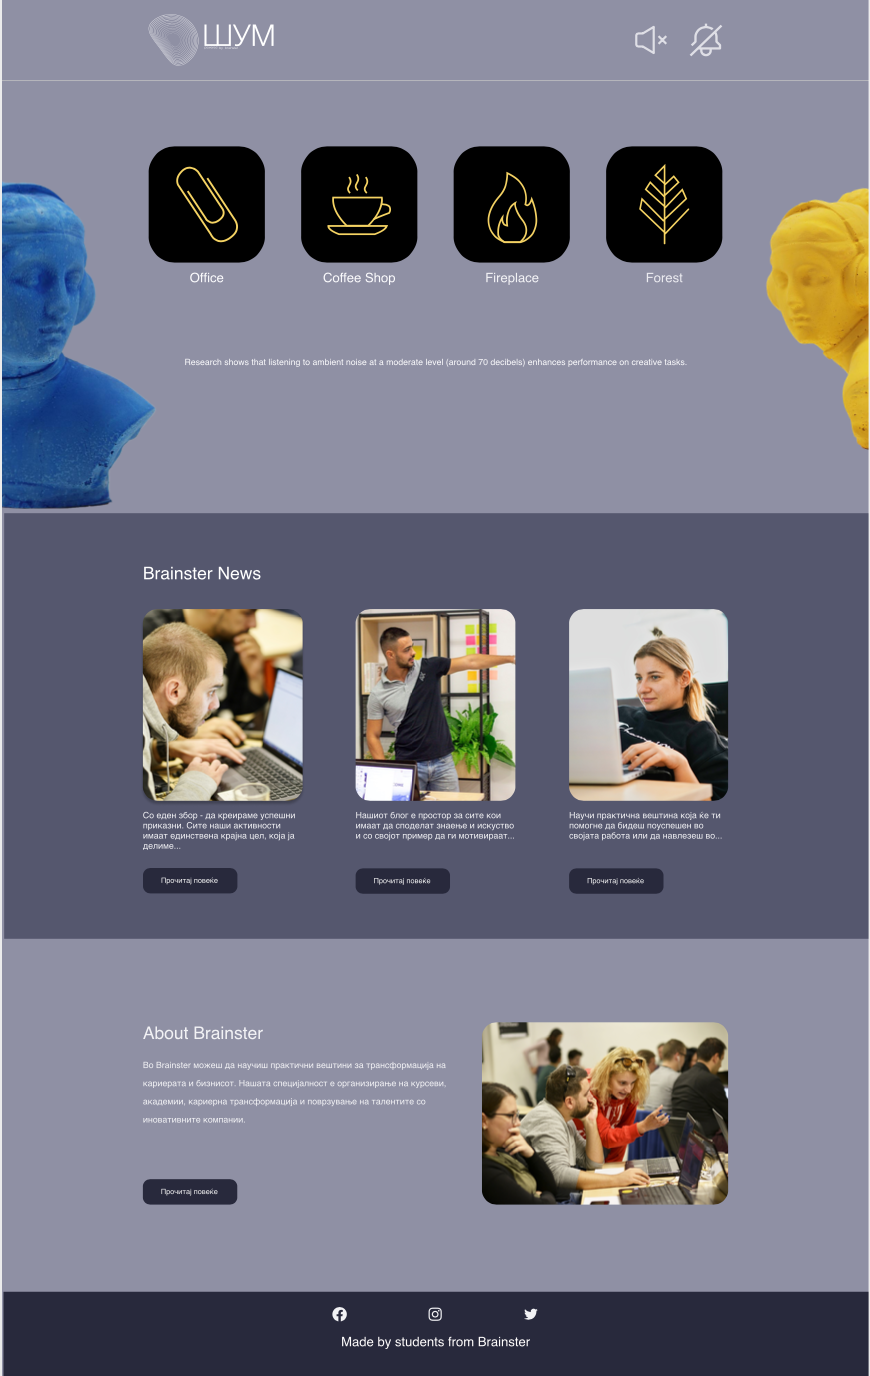 ШУМ
Office
Coffee Shop
Fireplace
Forest
Research shows that listening to ambient noise at a moderate level (around 70 decibels) enhances performance on creative tasks.
Brainster News
Со еден збор - да креираме успешни
приказни. Сите наши активности
имаат единствена крајна цел, која ја
делиме...
Нашиот блог е простор за сите кои
имаат да споделат знаење и искуство
и со својот пример да ги мотивираат...
Научи практична вештина која ќе ти
помогне да бидеш поуспешен во
својата работа или да навлезеш во...
Прочитај повеќе
Прочитај повеќе
Прочитај повеќе
About Brainster
Во Brainster можеш да научиш практични вештини за трансформација на
кариерата и бизнисот. Нашата специјалност е организирање на курсеви,
академии, кариерна трансформација и поврзување на талентите со
иновативните компании.
Прочитај повеќе
Made by students from Brainster